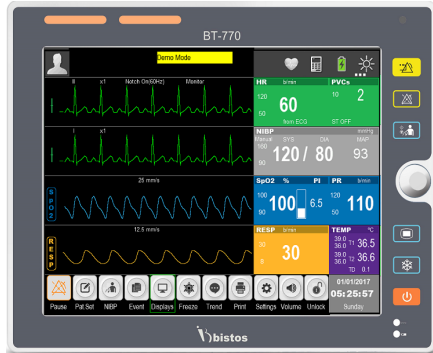 BT-770
Demo Mode
II x1 Notch On(60Hz) Monitor
HR b/min PVCs
120 60 10 2
50 from ECG ST OFF
I x1
NIBP mmHg
Manual SYS DIA MAP
160 120 / 80 93
90
25 mm/s
SpO2 % PI PR b/min
SpO2
100 100 6.5 120 110
90 50
12.5 mm/s
RESP b/min TEMP °C
RESP
30 30 39.0 T1 36.5
36.0
39.0 T2 36.6
36.0
TD 0.1
Pause Pat Set NIBP Event Displays Freeze Trend Print Settings Volume Unlock
01/01/2017
05:25:57
Sunday
bistos